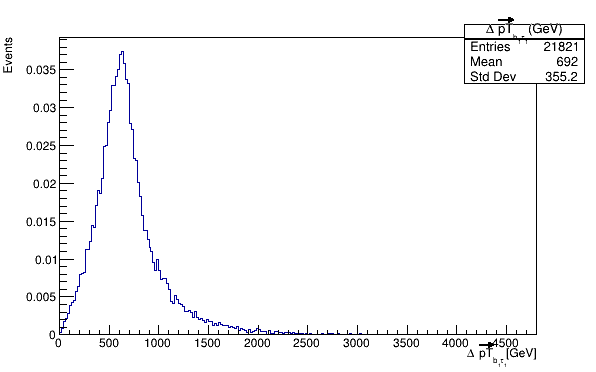 Δ pT b₁τ₁ (GeV)
Entries 21821
Mean 692
Std Dev 355.2
Events
0.035
0.03
0.025
0.02
0.015
0.01
0.005
0
0 500 1000 1500 2000 2500 3000 3500 4000 4500
Δ pT b₁τ₁ [GeV]